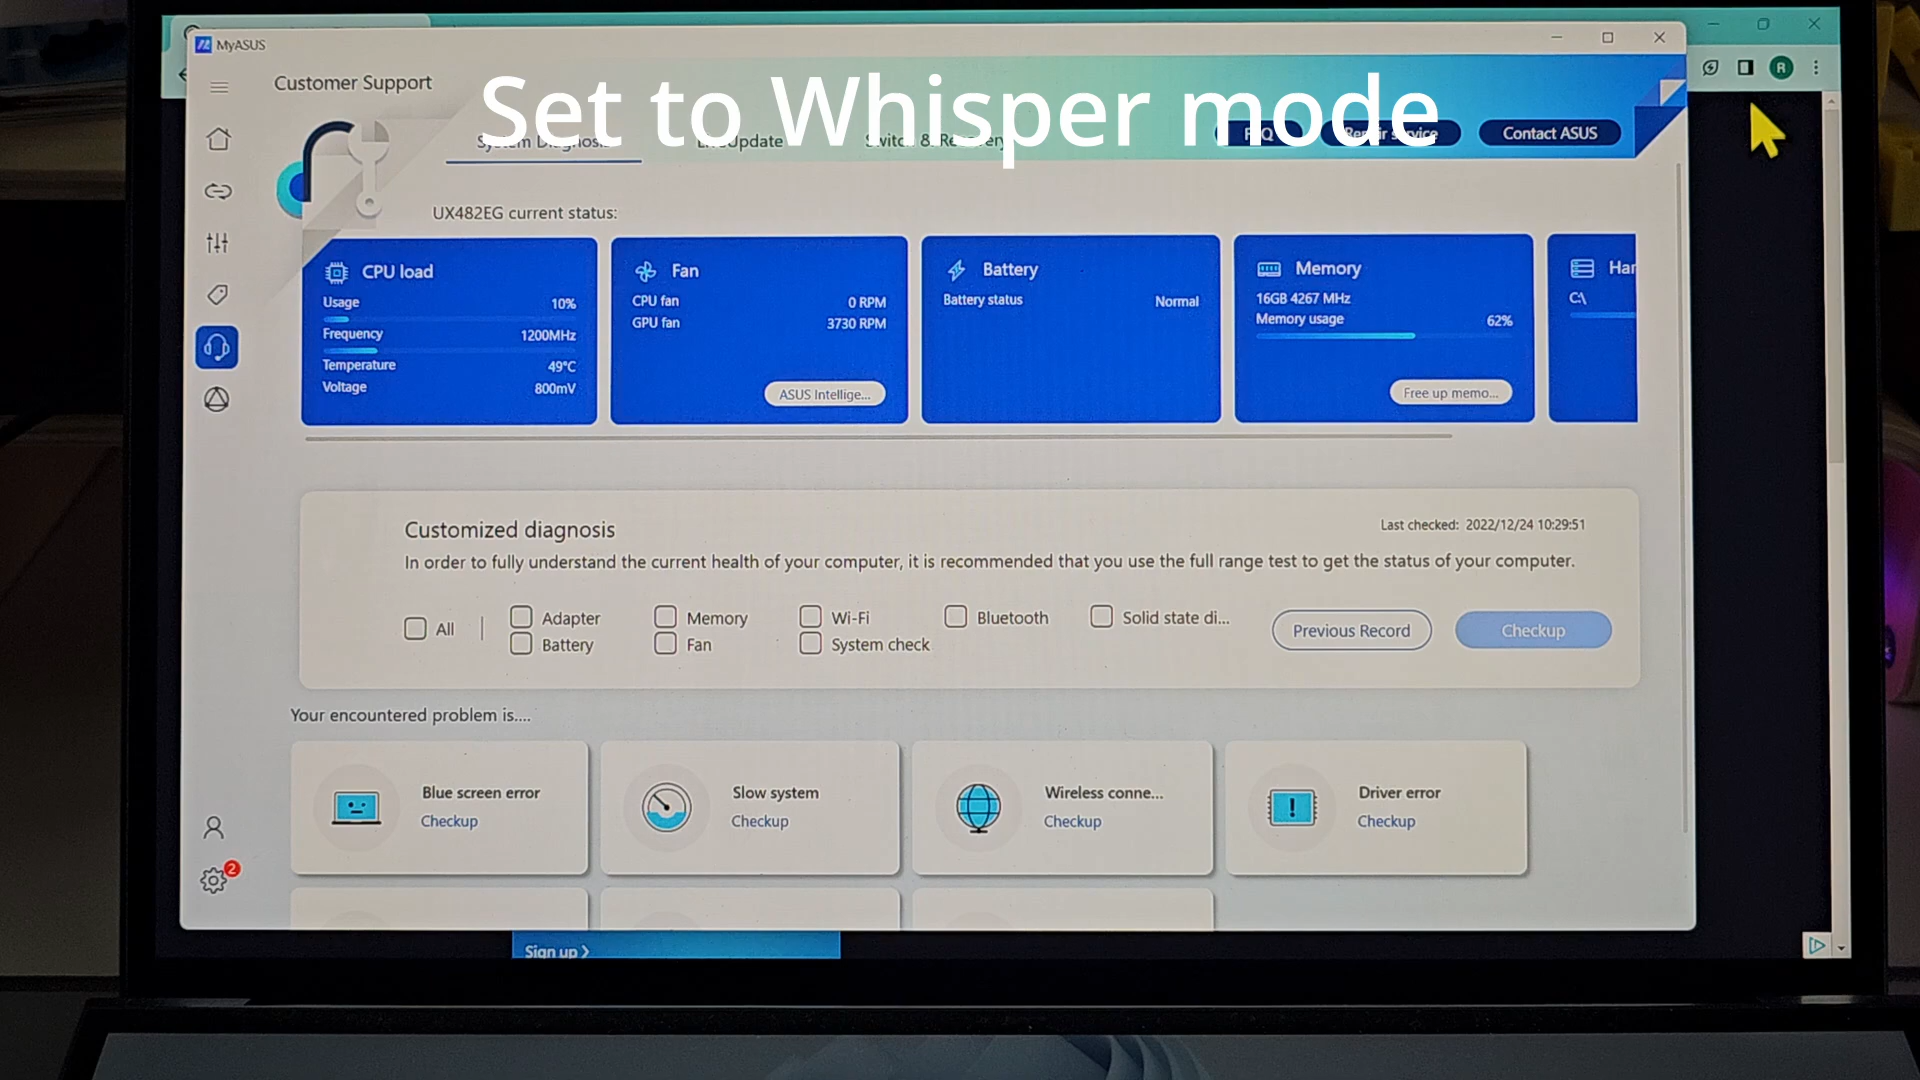 MyASUS
Customer Support
Set to Whisper mode
Update
Contact ASUS
UX482EG current status:
CPU load
Usage 10%
Frequency 1200MHz
Temperature 49°C
Voltage 800mV
Fan
CPU fan 0 RPM
GPU fan 3730 RPM
ASUS Intellige...
Battery
Battery status Normal
Memory
16GB 4267 MHz
Memory usage 62%
Free up memo...
Har
C:\
R
Customized diagnosis
Last checked: 2022/12/24 10:29:51
In order to fully understand the current health of your computer, it is recommended that you use the full range test to get the status of your computer.
All
Adapter Memory Wi-Fi Bluetooth Solid state di...
Battery Fan System check
Previous Record
Checkup
Your encountered problem is....
Blue screen error
Checkup
Slow system
Checkup
Wireless conne...
Checkup
Driver error
Checkup
2
Sign up